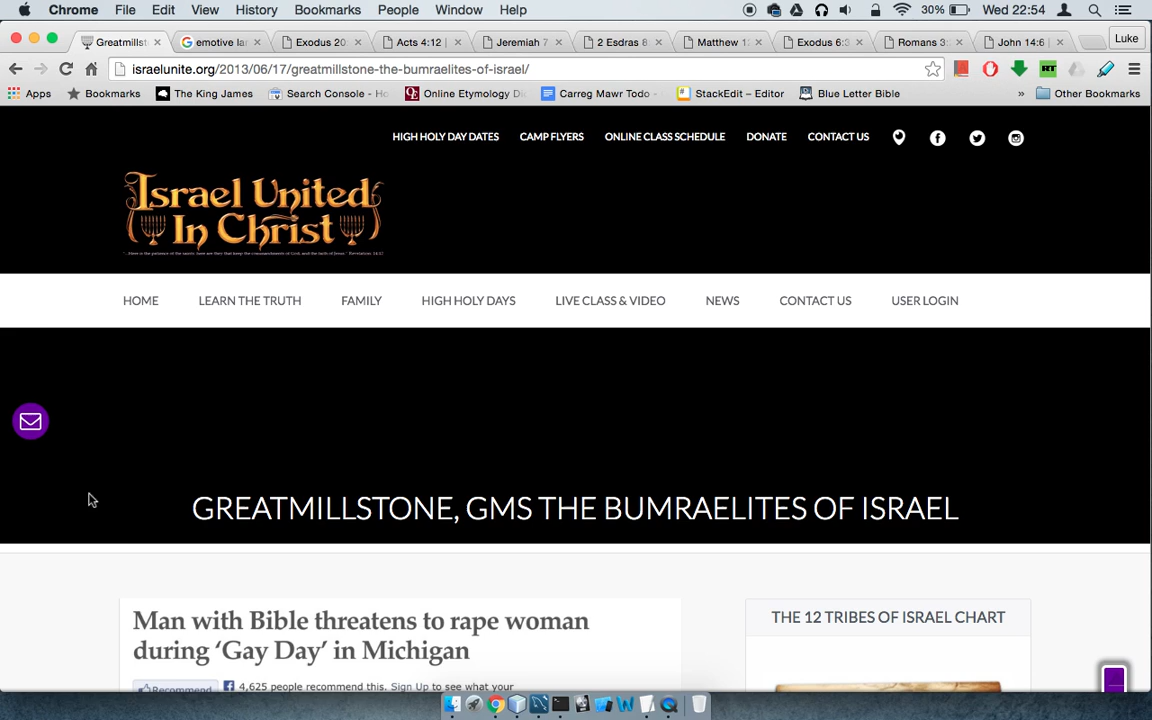 Chrome File Edit View History Bookmarks People Window Help 30% Wed 22:54
Greatmillst emotive lar Exodus 20: Acts 4:12 | Jeremiah 7 2 Esdras 8 Matthew 12 Exodus 6:3 Romans 3: John 14:6 | Luke
israelunite.org/2013/06/17/greatmillstone-the-bumraelites-of-israel/
Apps Bookmarks The King James Search Console - Ho Online Etymology Dic Carreg Mawr Todo - StackEdit – Editor Blue Letter Bible » Other Bookmarks
HIGH HOLY DAY DATES CAMP FLYERS ONLINE CLASS SCHEDULE DONATE CONTACT US
Israel United
In Christ
HOME LEARN THE TRUTH FAMILY HIGH HOLY DAYS LIVE CLASS & VIDEO NEWS CONTACT US USER LOGIN
GREATMILLSTONE, GMS THE BUMRAELITES OF ISRAEL
Man with Bible threatens to rape woman
during ‘Gay Day’ in Michigan
THE 12 TRIBES OF ISRAEL CHART
Recommend 4,625 people recommend this. Sign Up to see what your